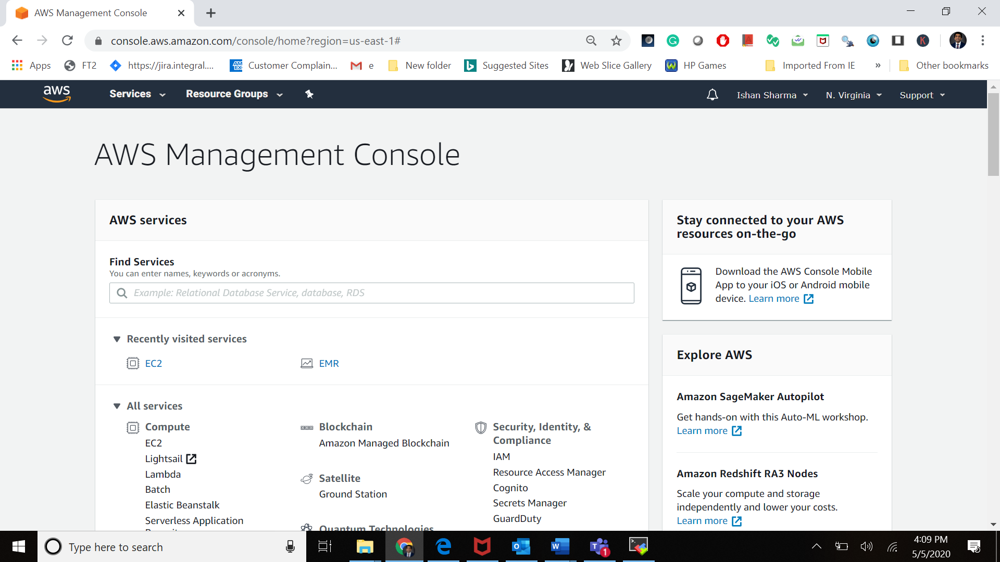 AWS Management Console
console.aws.amazon.com/console/home?region=us-east-1#
Apps
FT2
https://jira.integral....
AM
EX
Customer Complain...
e
New folder
Suggested Sites
Web Slice Gallery
HP Games
Imported From IE
»
Other bookmarks
aws
Services
Resource Groups
Ishan Sharma
N. Virginia
Support
AWS Management Console
AWS services
Find Services
You can enter names, keywords or acronyms.
Example: Relational Database Service, database, RDS
Recently visited services
EC2
EMR
All services
Compute
EC2
Lightsail
Lambda
Batch
Elastic Beanstalk
Serverless Application
Blockchain
Amazon Managed Blockchain
Satellite
Ground Station
Quantum Technologies
Security, Identity, &
Compliance
IAM
Resource Access Manager
Cognito
Secrets Manager
GuardDuty
Stay connected to your AWS
resources on-the-go
Download the AWS Console Mobile
App to your iOS or Android mobile
device. Learn more
Explore AWS
Amazon SageMaker Autopilot
Get hands-on with this Auto-ML workshop.
Learn more
Amazon Redshift RA3 Nodes
Scale your compute and storage
independently and lower your costs.
Learn more
Type here to search
1
4:09 PM
5/5/2020